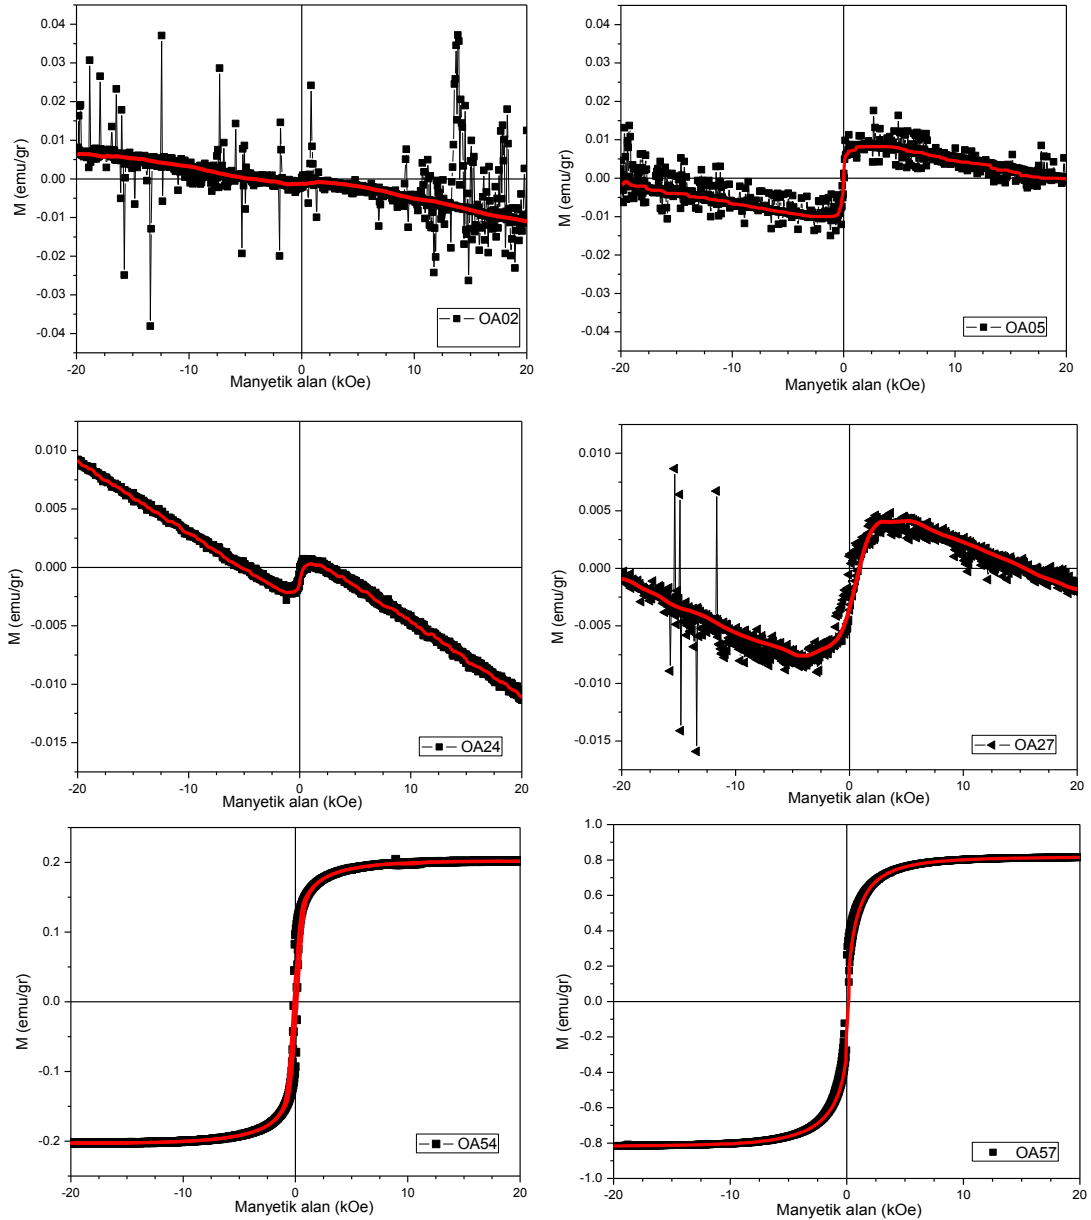 0.04
0.03
0.02
0.01
0.00
-0.01
-0.02
-0.03
-0.04
M (emu/gr)
OA02
-20 -10 0 10 20
Manyetik alan (kOe)
0.04
0.03
0.02
0.01
0.00
-0.01
-0.02
-0.03
-0.04
M (emu/gr)
OA05
-20 -10 0 10 20
Manyetik alan (kOe)
0.010
0.005
0.000
-0.005
-0.010
-0.015
M (emu/gr)
OA24
-20 -10 0 10 20
Manyetik alan (kOe)
0.010
0.005
0.000
-0.005
-0.010
-0.015
M (emu/gr)
OA27
-20 -10 0 10 20
Manyetik alan (kOe)
0.2
0.1
0.0
-0.1
-0.2
M (emu/gr)
OA54
-20 -10 0 10 20
Manyetik alan (kOe)
1.0
0.8
0.6
0.4
0.2
0.0
-0.2
-0.4
-0.6
-0.8
-1.0
M (emu/gr)
OA57
-20 -10 0 10 20
Manyetik alan (kOe)